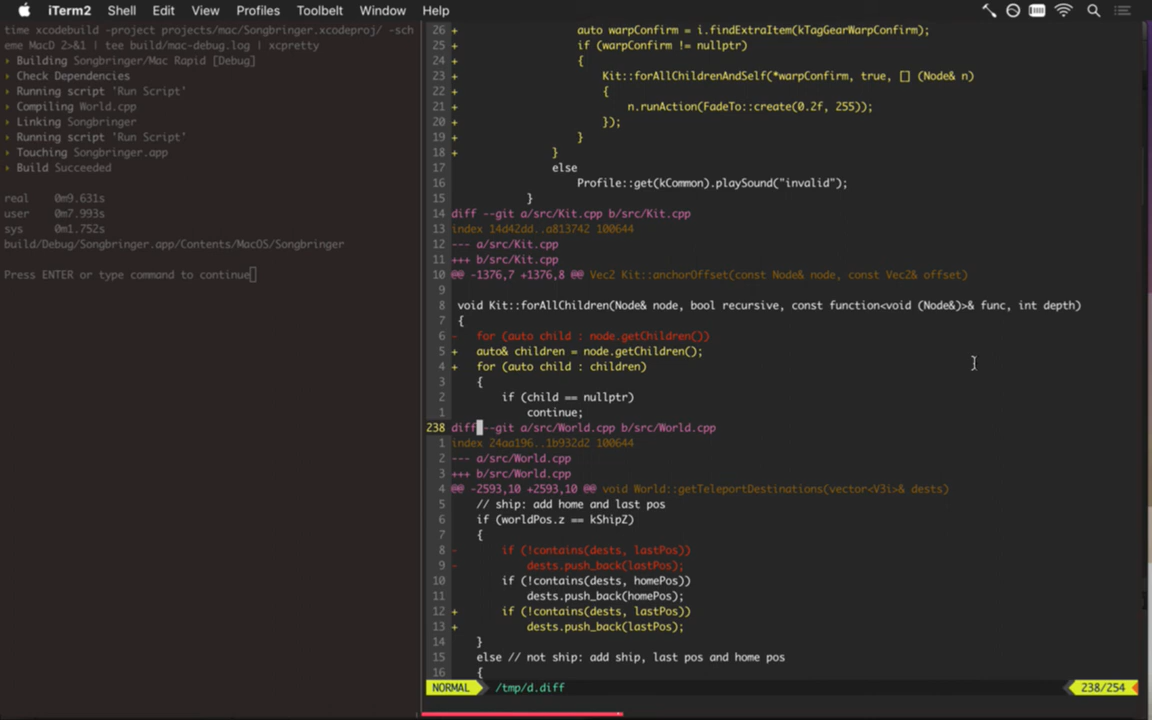 iTerm2 Shell Edit View Profiles Toolbelt Window Help
time xcodebuild -project projects/mac/Songbringer.xcodeproj/ -sch
eme MacD 2>&1 | tee build/mac-debug.log | xcpretty
› Building Songbringer/Mac Rapid [Debug]
› Check Dependencies
› Running script 'Run Script'
› Compiling World.cpp
› Linking Songbringer
› Running script 'Run Script'
› Touching Songbringer.app
› Build Succeeded
real 0m9.631s
user 0m7.993s
sys 0m1.752s
build/Debug/Songbringer.app/Contents/MacOS/Songbringer
Press ENTER or type command to continue
26 + auto warpConfirm = i.findExtraItem(kTagGearWarpConfirm);
25 + if (warpConfirm != nullptr)
24 + {
23 + Kit::forAllChildrenAndSelf(*warpConfirm, true, [] (Node& n)
22 + {
21 + n.runAction(FadeTo::create(0.2f, 255));
20 + });
19 + }
18 + }
17 else
16 Profile::get(kCommon).playSound("invalid");
15 }
14 diff --git a/src/Kit.cpp b/src/Kit.cpp
13 index 14d42dd..a813742 100644
12 --- a/src/Kit.cpp
11 +++ b/src/Kit.cpp
10 @@ -1376,7 +1376,8 @@ Vec2 Kit::anchorOffset(const Node& node, const Vec2& offset)
9
8 void Kit::forAllChildren(Node& node, bool recursive, const function<void (Node&)>& func, int depth)
7 {
6 - for (auto child : node.getChildren())
5 + auto& children = node.getChildren();
4 + for (auto child : children)
3 {
2 if (child == nullptr)
1 continue;
238 diff --git a/src/World.cpp b/src/World.cpp
1 index 24aa196..1b932d2 100644
2 --- a/src/World.cpp
3 +++ b/src/World.cpp
4 @@ -2593,10 +2593,10 @@ void World::getTeleportDestinations(vector<V3i>& dests)
5 // ship: add home and last pos
6 if (worldPos.z == kShipZ)
7 {
8 - if (!contains(dests, lastPos))
9 - dests.push_back(lastPos);
10 if (!contains(dests, homePos))
11 dests.push_back(homePos);
12 + if (!contains(dests, lastPos))
13 + dests.push_back(lastPos);
14 }
15 else // not ship: add ship, last pos and home pos
16 {
NORMAL /tmp/d.diff 238/254